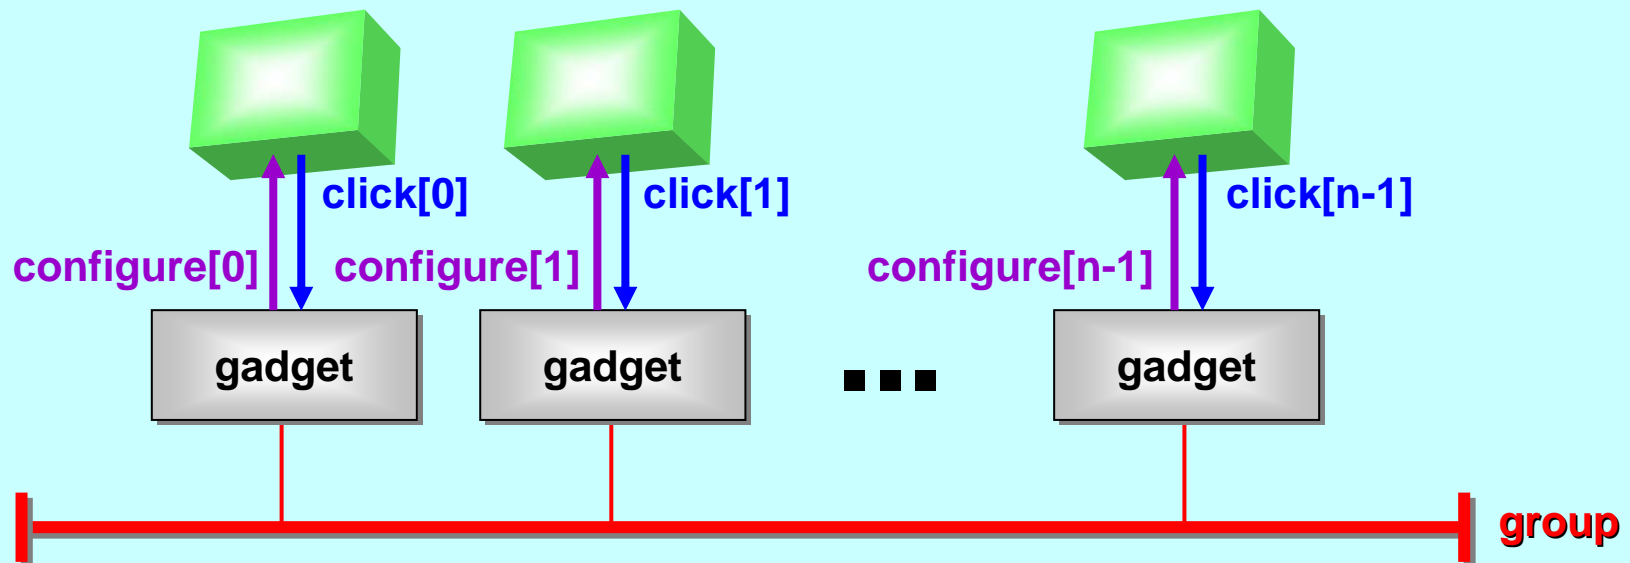 click[0] click[1] click[n-1]
configure[0] configure[1] configure[n-1]
gadget gadget gadget
group